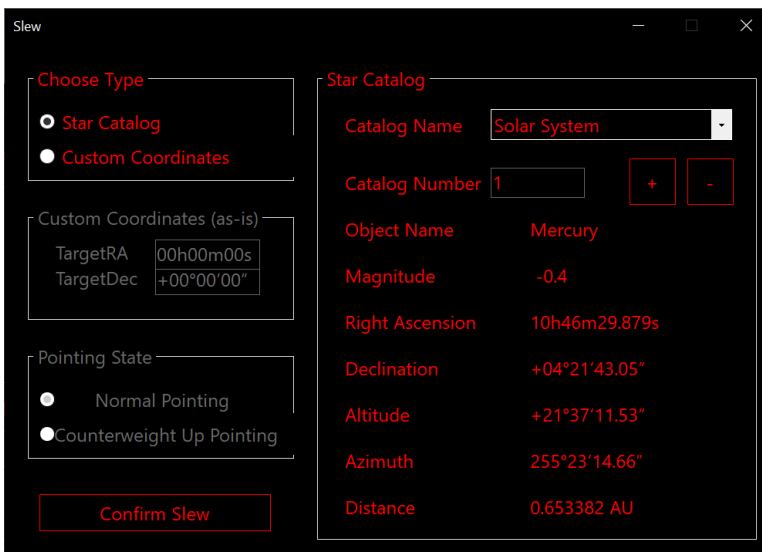 Slew
Choose Type
Star Catalog
Custom Coordinates
Custom Coordinates (as-is)
TargetRA 00h00m00s
TargetDec +00°00′00″
Pointing State
Normal Pointing
Counterweight Up Pointing
Confirm Slew
Star Catalog
Catalog Name Solar System
Catalog Number 1 + -
Object Name Mercury
Magnitude -0.4
Right Ascension 10h46m29.879s
Declination +04°21′43.05″
Altitude +21°37′11.53″
Azimuth 255°23′14.66″
Distance 0.653382 AU